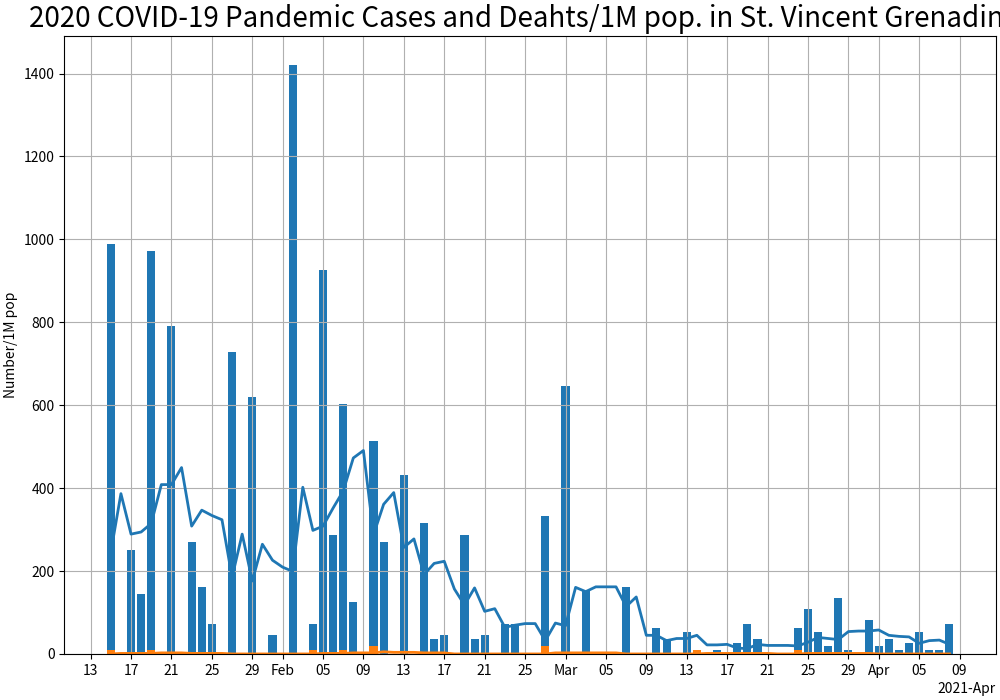 2020 COVID-19 Pandemic Cases and Deahts/1M pop. in St. Vincent Grenadin
Number/1M pop
1400
1200
1000
800
600
400
200
0
13 17 21 25 29 Feb 05 09 13 17 21 25 Mar 05 09 13 17 21 25 29 Apr 05 09
2021-Apr